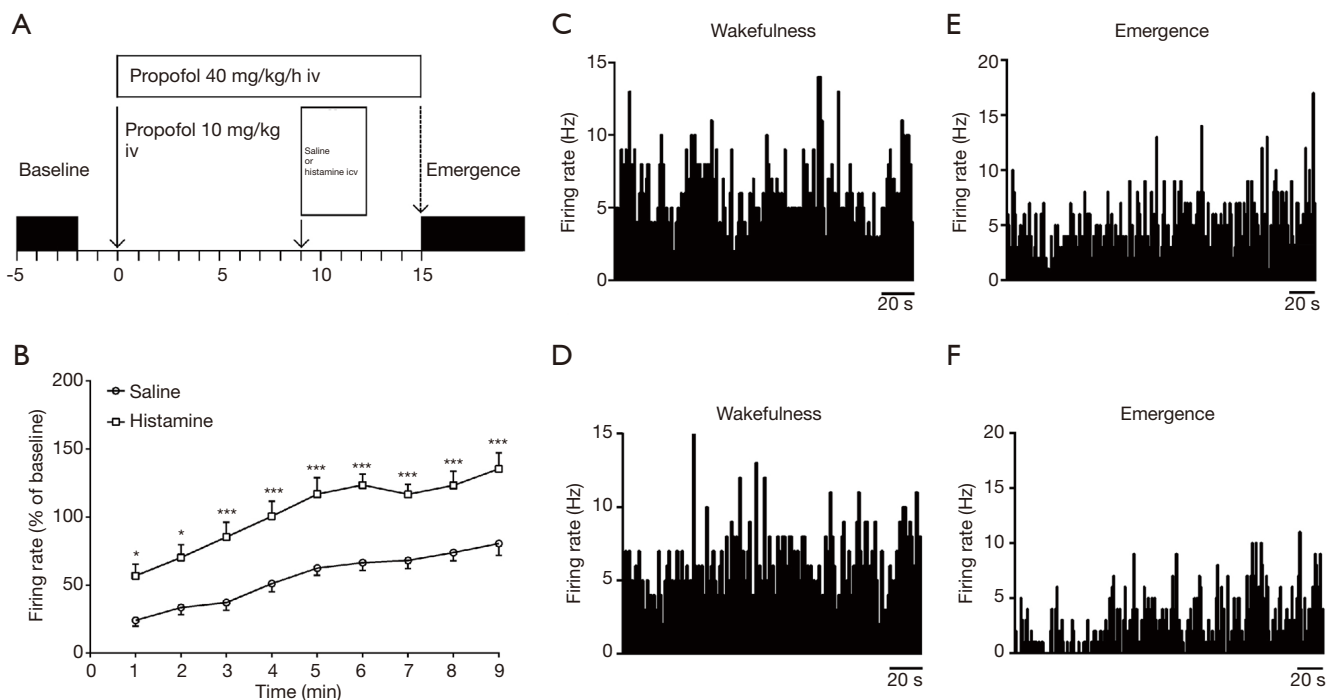 A
Propofol 40 mg/kg/h iv
Propofol 10 mg/kg
iv
Saline
or
histamine icv
Baseline
Emergence
-5 0 5 10 15
B
Firing rate (% of baseline)
200
150
100
50
0
Saline
Histamine
* * *** *** *** *** *** *** ***
0 1 2 3 4 5 6 7 8 9
Time (min)
C
Wakefulness
Firing rate (Hz)
15
10
5
0
20 s
E
Emergence
Firing rate (Hz)
20
15
10
5
0
20 s
D
Wakefulness
Firing rate (Hz)
15
10
5
0
20 s
F
Emergence
Firing rate (Hz)
20
15
10
5
0
20 s